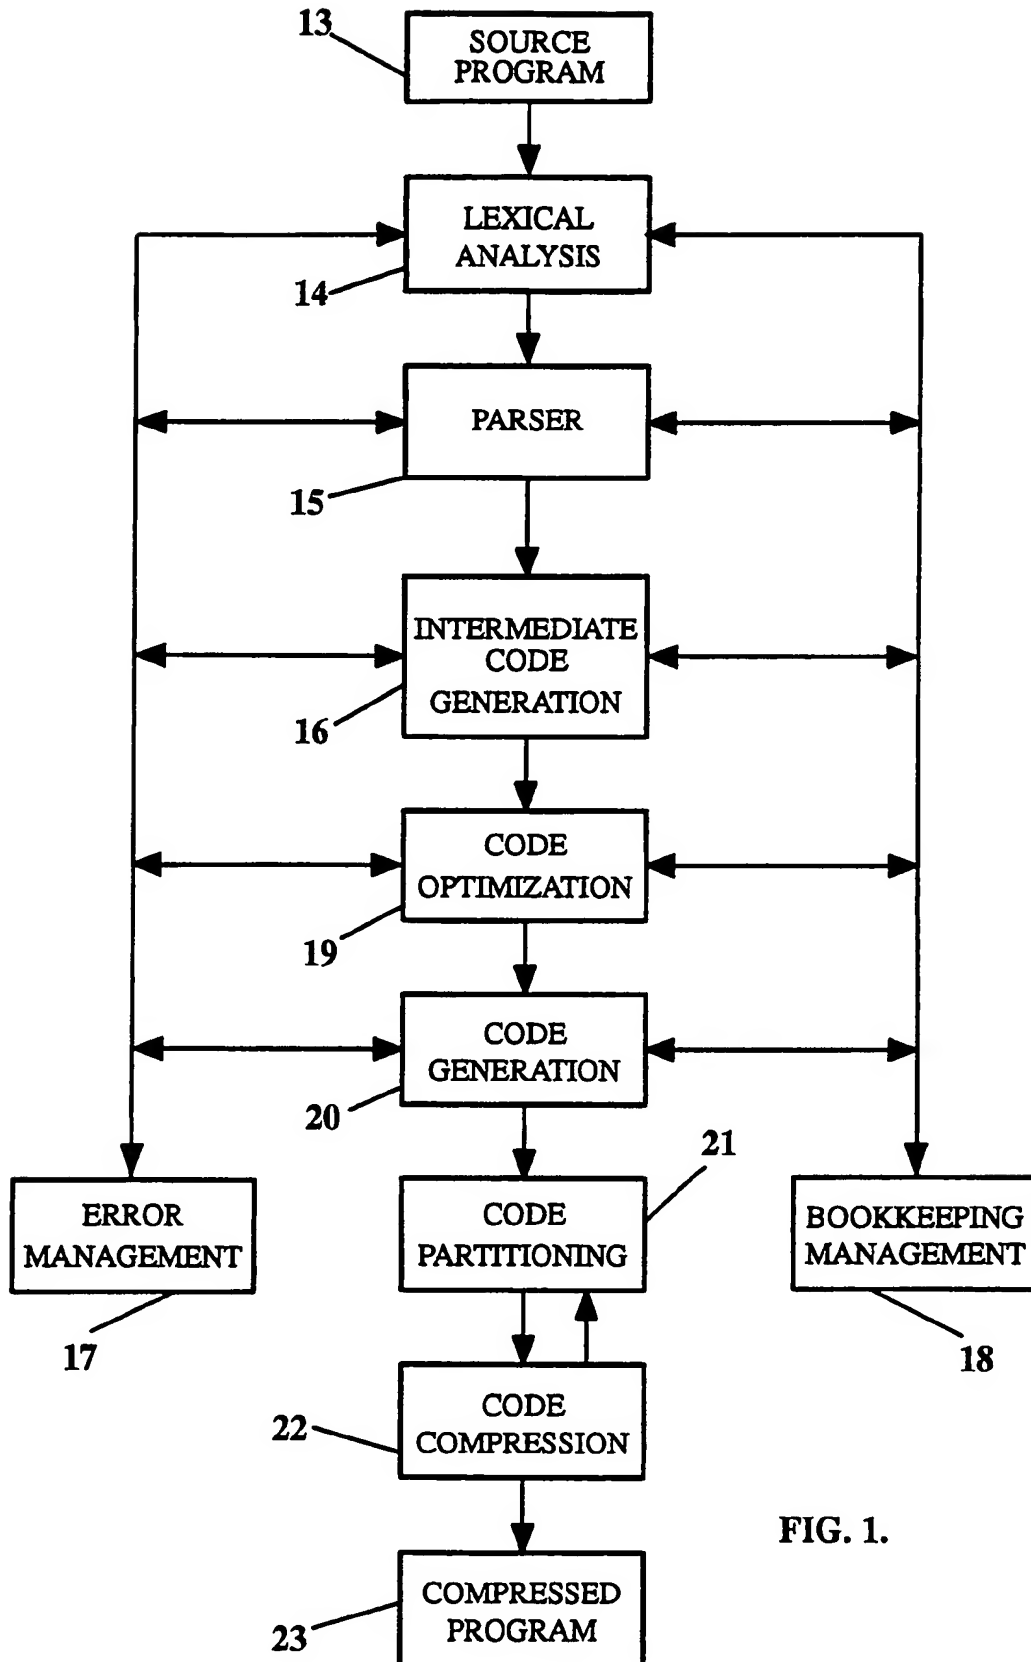 13
SOURCE
PROGRAM
LEXICAL
ANALYSIS
14
PARSER
15
INTERMEDIATE
CODE
GENERATION
16
CODE
OPTIMIZATION
19
CODE
GENERATION
20
21
ERROR
MANAGEMENT
17
CODE
PARTITIONING
BOOKKEEPING
MANAGEMENT
18
CODE
COMPRESSION
22
FIG. 1.
COMPRESSED
PROGRAM
23